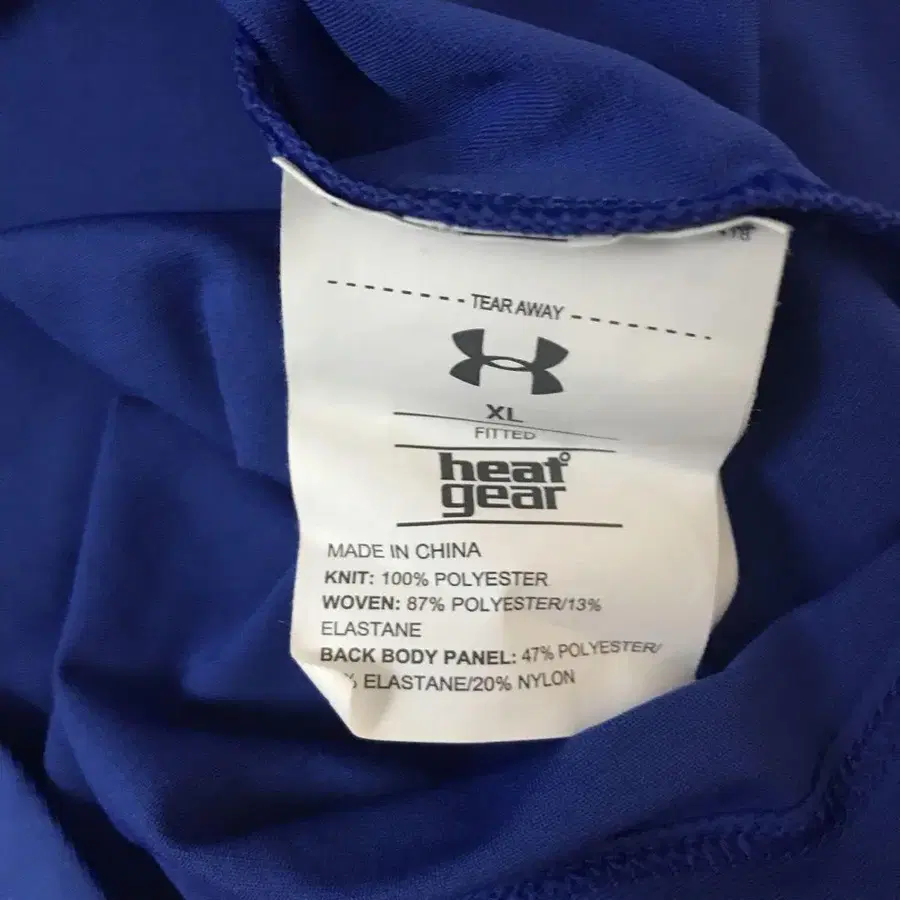 TEAR AWAY
XL
FITTED
heat
gear
MADE IN CHINA
KNIT: 100% POLYESTER
WOVEN: 87% POLYESTER/13%
ELASTANE
BACK BODY PANEL: 47% POLYESTER/
% ELASTANE/20% NYLON